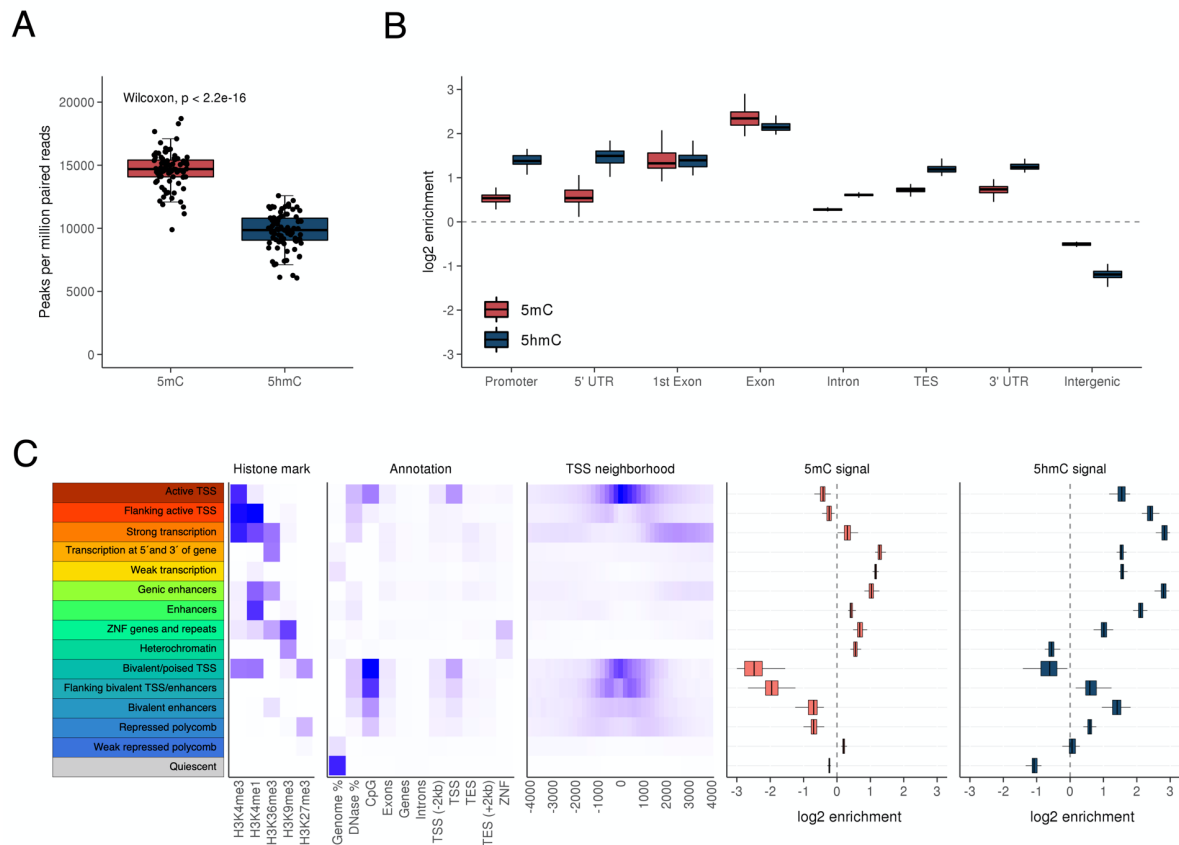 A
B
Wilcoxon, p < 2.2e-16
Peaks per million paired reads
20000
15000
10000
5000
0
5mC
5hmC
log2 enrichment
3
2
1
0
-1
-2
-3
5mC
5hmC
Promoter
5' UTR
1st Exon
Exon
Intron
TES
3' UTR
Intergenic
C
Histone mark
Annotation
TSS neighborhood
5mC signal
5hmC signal
Active TSS
Flanking active TSS
Strong transcription
Transcription at 5´and 3´ of gene
Weak transcription
Genic enhancers
Enhancers
ZNF genes and repeats
Heterochromatin
Bivalent/poised TSS
Flanking bivalent TSS/enhancers
Bivalent enhancers
Repressed polycomb
Weak repressed polycomb
Quiescent
H3K4me3
H3K4me1
H3K36me3
H3K9me3
H3K27me3
Genome %
DNase %
CpG
Exons
Genes
Introns
TSS (-2kb)
TSS
TES
TES (+2kb)
ZNF
-4000
-3000
-2000
-1000
0
1000
2000
3000
4000
-3
-2
-1
0
1
2
3
log2 enrichment
-3
-2
-1
0
1
2
3
log2 enrichment